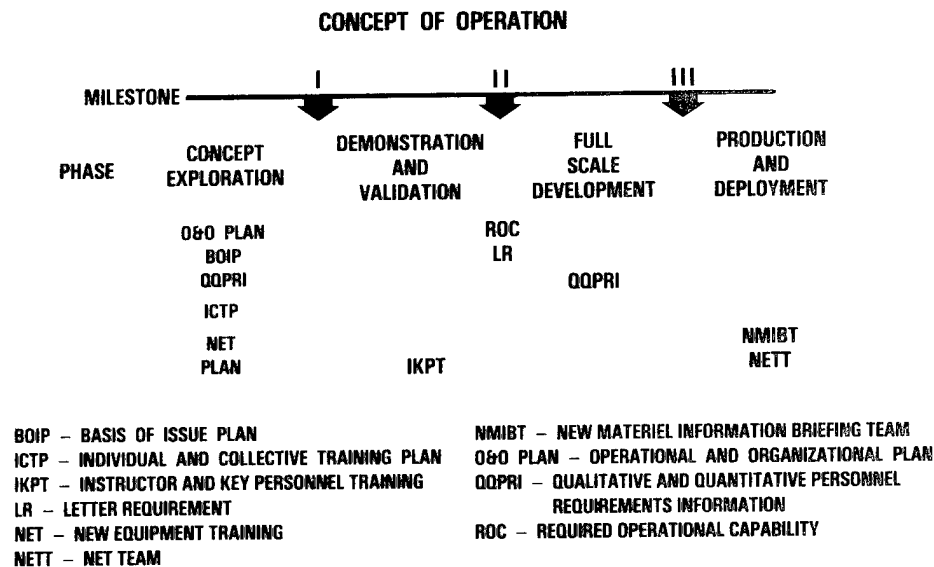 CONCEPT OF OPERATION
I II III
MILESTONE
PHASE
CONCEPT
EXPLORATION
DEMONSTRATION
AND
VALIDATION
FULL
SCALE
DEVELOPMENT
PRODUCTION
AND
DEPLOYMENT
O&O PLAN
BOIP
QQPRI
ICTP
NET
PLAN
IKPT
ROC
LR
QQPRI
NMIBT
NETT
BOIP – BASIS OF ISSUE PLAN
ICTP – INDIVIDUAL AND COLLECTIVE TRAINING PLAN
IKPT – INSTRUCTOR AND KEY PERSONNEL TRAINING
LR – LETTER REQUIREMENT
NET – NEW EQUIPMENT TRAINING
NETT – NET TEAM
NMIBT – NEW MATERIEL INFORMATION BRIEFING TEAM
O&O PLAN – OPERATIONAL AND ORGANIZATIONAL PLAN
QQPRI – QUALITATIVE AND QUANTITATIVE PERSONNEL
REQUIREMENTS INFORMATION
ROC – REQUIRED OPERATIONAL CAPABILITY